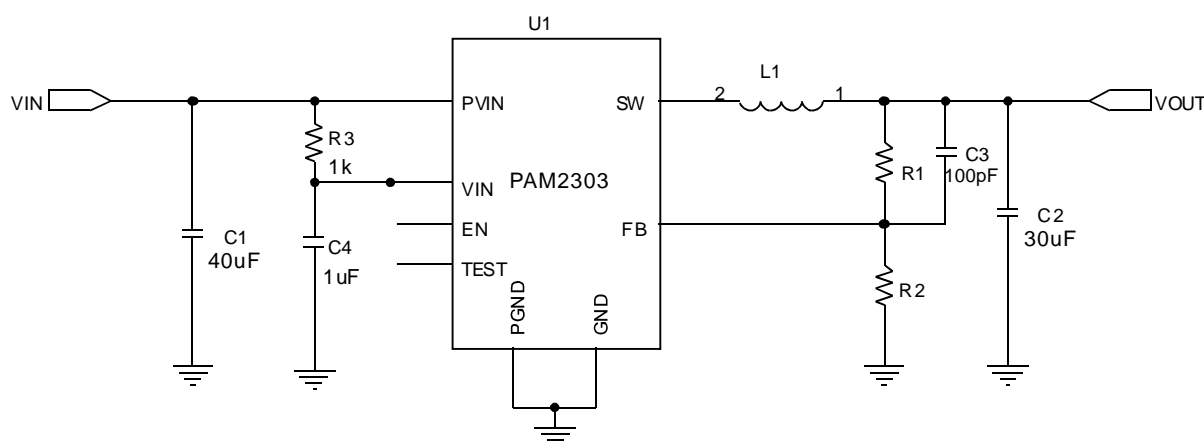 U1
L1
VIN
PVIN
SW
2
1
VOUT
R3
1k
C3
100pF
R1
VIN
PAM2303
C1
40uF
C4
1uF
EN
FB
C2
30uF
TEST
R2
PGND
GND